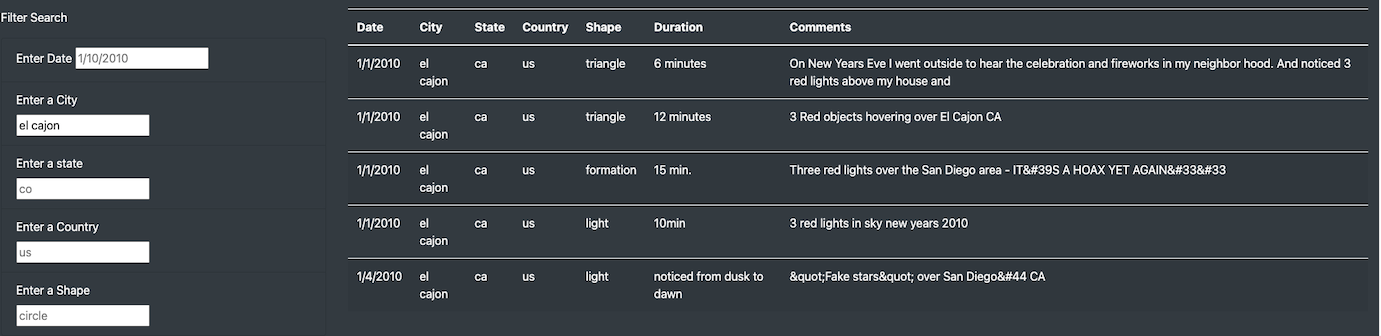 Filter Search
Enter Date 1/10/2010
Enter a City
el cajon
Enter a state
co
Enter a Country
us
Enter a Shape
circle
Date City State Country Shape Duration Comments
1/1/2010 el cajon ca us triangle 6 minutes On New Years Eve I went outside to hear the celebration and fireworks in my neighbor hood. And noticed 3
red lights above my house and
1/1/2010 el cajon ca us triangle 12 minutes 3 Red objects hovering over El Cajon CA
1/1/2010 el cajon ca us formation 15 min. Three red lights over the San Diego area - IT&#39S A HOAX YET AGAIN&#33&#33
1/1/2010 el cajon ca us light 10min 3 red lights in sky new years 2010
1/4/2010 el cajon ca us light noticed from dusk to dawn &quot;Fake stars&quot; over San Diego&#44 CA